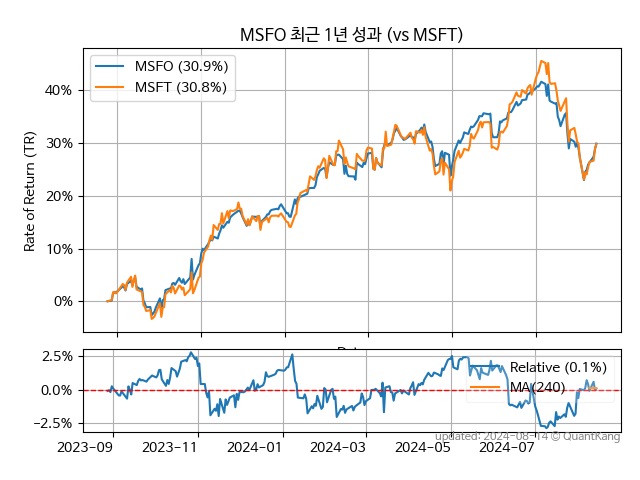 MSFO 최근 1년 성과 (vs MSFT)
MSFO (30.9%)
MSFT (30.8%)
Rate of Return (TR)
40%
30%
20%
10%
0%
2.5%
0.0%
−2.5%
Relative (0.1%)
MA(240)
2023−09
2023−11
2024−01
2024−03
2024−05
2024−07
updated: 2024−08−14 © QuantKang